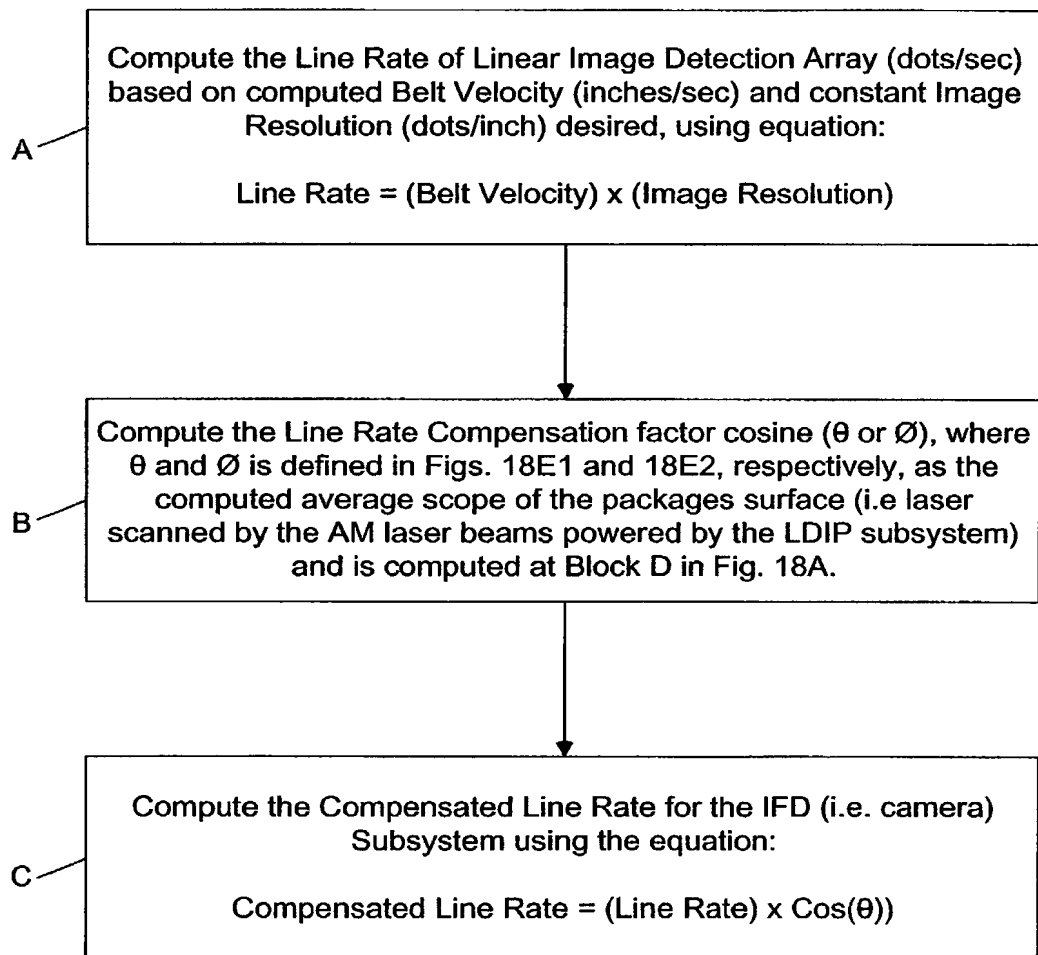 Compute the Line Rate of Linear Image Detection Array (dots/sec)
based on computed Belt Velocity (inches/sec) and constant Image
Resolution (dots/inch) desired, using equation:
A
Line Rate = (Belt Velocity) x (Image Resolution)
Compute the Line Rate Compensation factor cosine (θ or Ø), where
θ and Ø is defined in Figs. 18E1 and 18E2, respectively, as the
computed average scope of the packages surface (i.e laser
B
scanned by the AM laser beams powered by the LDIP subsystem)
and is computed at Block D in Fig. 18A.
Compute the Compensated Line Rate for the IFD (i.e. camera)
Subsystem using the equation:
C
Compensated Line Rate = (Line Rate) x Cos(θ))